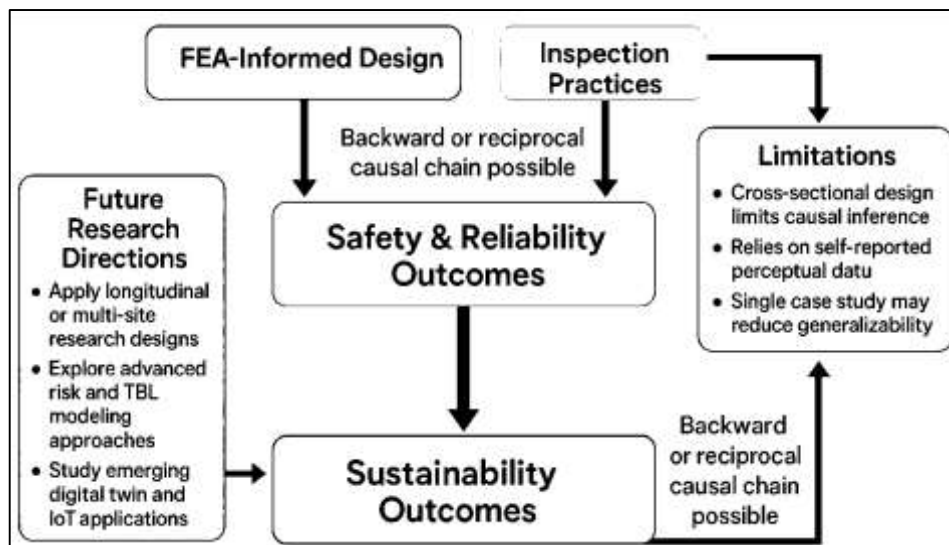 FEA-Informed Design
Inspection
Practices
Backward or reciprocal
causal chain possible
Limitations
• Cross-sectional design
limits causal inference
• Relies on self-reported
perceptual datu
• Single case study may
reduce generalizability
Future
Research
Directions
• Apply longitudinal
or multi-site
research designs
• Explore advanced
risk and TBL
modeling
approaches
• Study emerging
digital twin and
IoT applications
Safety & Reliability
Outcomes
Sustainability
Outcomes
Backward
or reciprocal
causal chain
possible